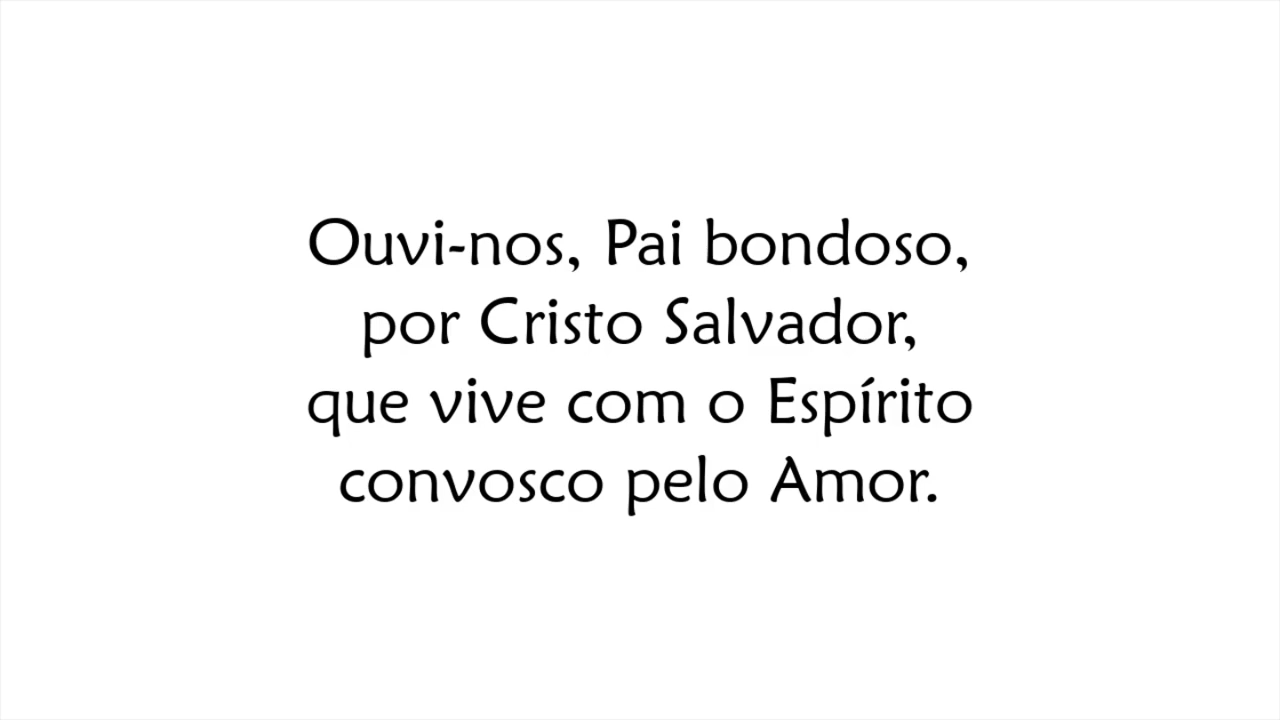 Ouvi-nos, Pai bondoso,
por Cristo Salvador,
que vive com o Espírito
convosco pelo Amor.